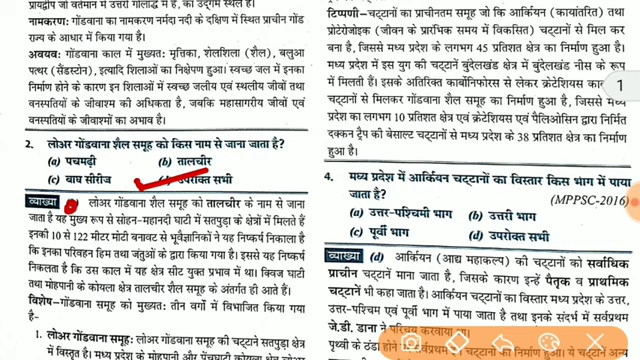 प्रायद्वीप जो वर्तमान में उत्तरी गोलार्द्ध में है, का उद्गम स्थल है।
नामकरण: गोंडवाना का नामकरण नर्मदा नदी के दक्षिण में स्थित प्राचीन गोंड
राज्य के आधार में किया गया है।
अवयव: गोंडवाना काल में मुख्यत: मृत्तिका, शेलशिला (शैल), बलुआ
पत्थर (सैंडस्टोन), इत्यादि शिलाओं का निक्षेपण हुआ। स्वच्छ जल में इनका
निर्माण होने के कारण इन शिलाओं में स्वच्छ जलीय एवं स्थलीय जीवों तथा
वनस्पतियों के जीवाश्म की अधिकता है, जबकि महासागरीय जीवों एवं
वनस्पतियों के जीवाश्मों का अभाव है।
2. लोअर गोंडवाना शैल समूह को किस नाम से जाना जाता है?
(a) पचमढ़ी (b) तालचीर
(c) बाघ सीरीज उपरोक्त सभी
व्याख्या लोअर गोंडवाना शैल समूह को तालचीर के नाम से जाना
जाता है यह मुख्य रूप से सोहन-महानदी घाटी में सतपुड़ा के क्षेत्रों में मिलते हैं
इनकी 10 से 122 मीटर मोटी बनावट से भूवैज्ञानिकों ने यह निष्कर्ष निकाला है
कि इनका परिवहन हिम तथा जंतुओं के द्वारा किया गया है। इससे यह निष्कर्ष
निकलता है कि उस काल में यह क्षेत्र सीट युक्त प्रभाव में था। क्विज घाटी
तथा मोहपानी के कोयला क्षेत्र तालचीर शैल समूह के अंतर्गत ही आते हैं।
विशेष-गोंडवाना समूह को मुख्यत: तीन वर्गों में विभाजित किया गया
है-
1. लोअर गोंडवाना समूह: लोअर गोंडवाना समूह की चट्टानें सतपुड़ा क्षेत्र
में विस्तृत है। मध्य प्रदेश के मोहपानी और पेंचघाटी कोयला क्षेत्र लोअर
टिप्पणी- चट्टानों का प्राचीनतम समूह जो कि आर्कियन (कायांतरित) तथा
प्रोटेरोजोइक (जीवन के प्रारंभिक समय में विकसित) चट्टानों से मिल कर
बना है, जिससे मध्य प्रदेश के लगभग 45 प्रतिशत क्षेत्र का निर्माण हुआ है।
मध्य प्रदेश में इस युग की चट्टानें बुंदेलखंड क्षेत्र में बुंदेलखंड नीस के रूप
में मिलती हैं। इसके अतिरिक्त कार्बोनिफोरस से लेकर क्रेटेशियस
चट्टानों से मिलकर गोंडवाना शैल समूह का निर्माण हुआ है, जिससे मध्य
प्रदेश का लगभग 10 प्रतिशत क्षेत्र एवं क्रेटेशियस एवं पैलिओसिन द्वारा निर्मित
दक्कन ट्रैप की बेसाल्ट चट्टानों से मध्य प्रदेश के 38 प्रतिशत क्षेत्र का निर्माण
हुआ है।
1
4. मध्य प्रदेश में आर्कियन चट्टानों का विस्तार किस भाग में पाया
जाता है? (MPPSC-2016)
(a) उत्तर-पश्चिमी भाग (b) उत्तरी भाग
(c) पूर्वी भाग (d) उपरोक्त सभी
व्याख्या (d) आर्कियन (आद्य महाकल्प) की चट्टानों को सर्वाधिक
प्राचीन चट्टानें माना जाता है, जिसके कारण इन्हें पैतृक व प्राथमिक
चट्टानें भी कहा जाता है। आर्कियन चट्टानों का विस्तार मध्य प्रदेश के उत्तर,
उत्तर-पश्चिम एवं पूर्वी भाग में पाया जाता है तथा इनके संदर्भ में सर्वप्रथम
जे.डी. डाना ने परिचय करवाया
पृथ्वी के ठंडा होने